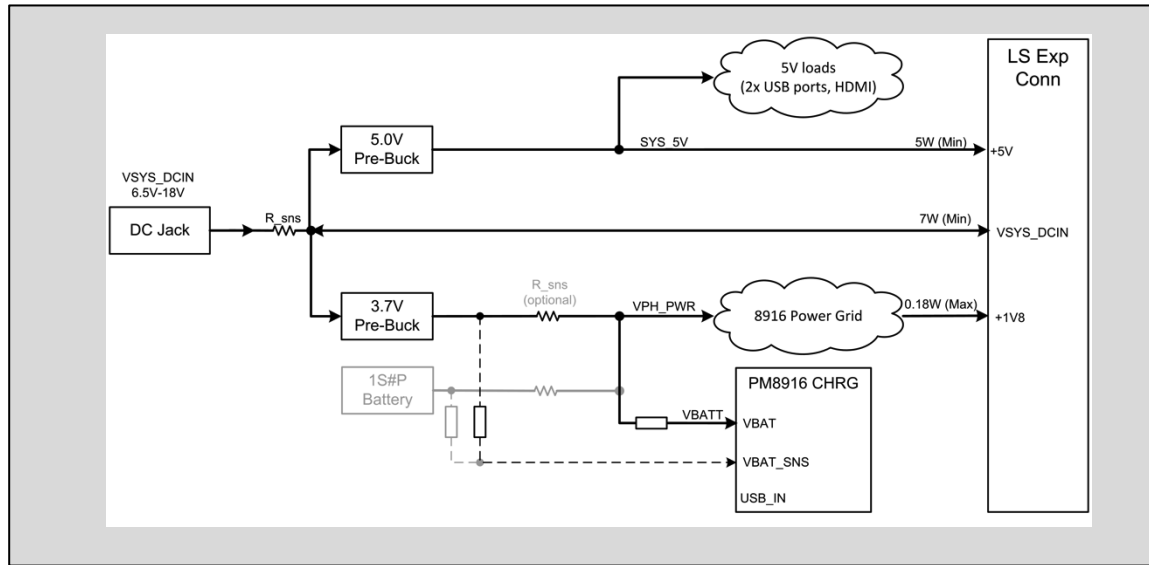 LS Exp
Conn
5V loads
(2x USB ports, HDMI)
5.0V
Pre-Buck
SYS_5V
5W (Min)
+5V
VSYS_DCIN
6.5V-18V
DC Jack
R_sns
7W (Min)
VSYS_DCIN
3.7V
Pre-Buck
R_sns
(optional)
VPH_PWR
8916 Power Grid
0.18W (Max)
+1V8
1S#P
Battery
PM8916 CHRG
VBATT
VBAT
VBAT_SNS
USB_IN